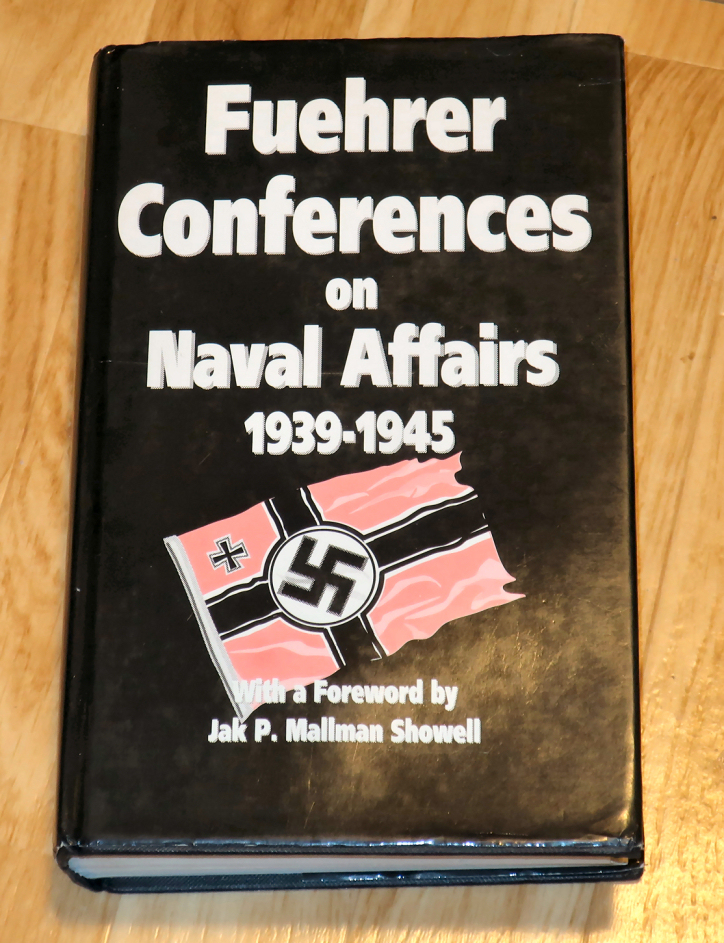 Fuehrer
Conferences
on
Naval Affairs
1939-1945
With a Foreword by
Jak P. Mallman Showell